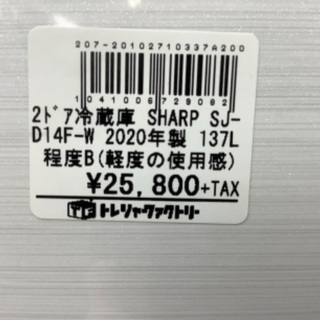 207-20102710337A200
1041006729092
2ﾄﾞｱ冷蔵庫 SHARP SJ-
D14F-W 2020年製 137L
程度B(軽度の使用感)
¥25,800+TAX
TF トレジャーファクトリー